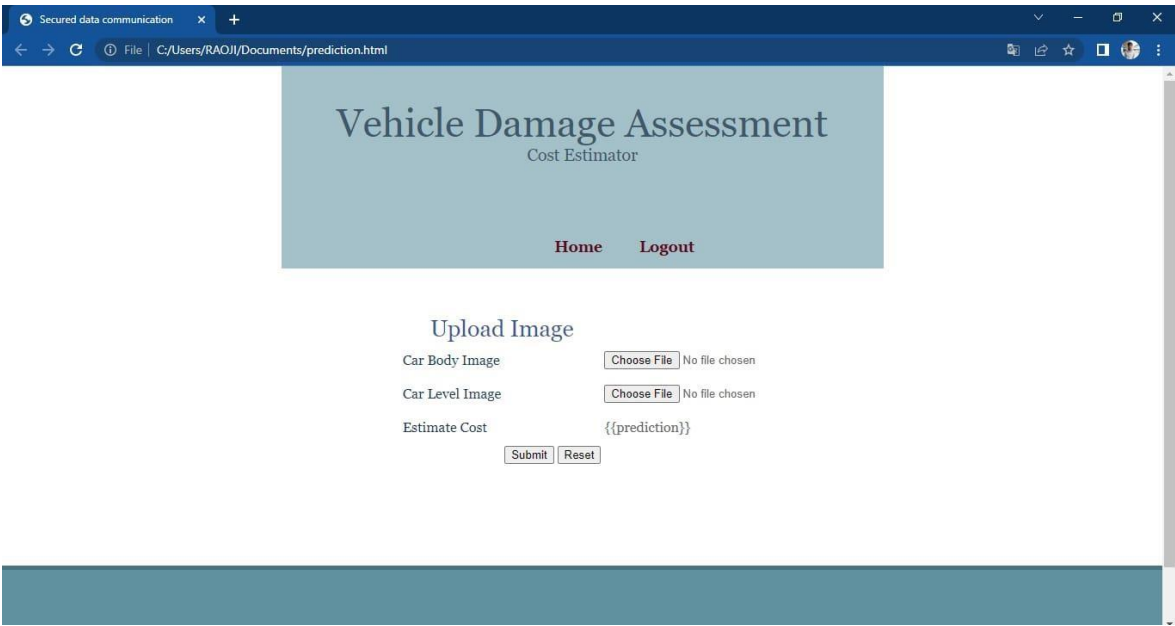 Secured data communication
File C:/Users/RAOJI/Documents/prediction.html
Vehicle Damage Assessment
Cost Estimator
Home Logout
Upload Image
Car Body Image Choose File No file chosen
Car Level Image Choose File No file chosen
Estimate Cost {{prediction}}
Submit Reset